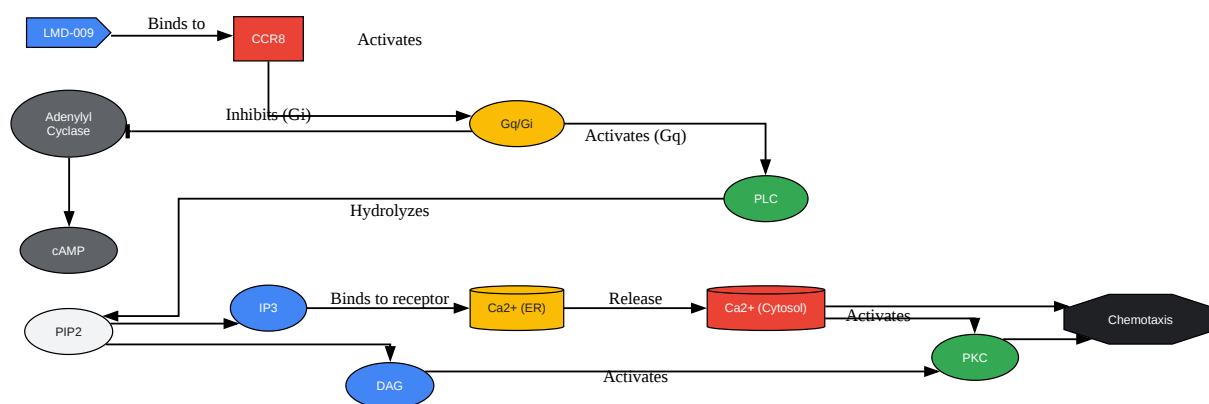 Binds to
LMD-009
CCR8
Activates
Inhibits (Gi)
Adenylyl
Cyclase
Gq/Gi
Activates (Gq)
PLC
Hydrolyzes
cAMP
IP3
Binds to receptor
Ca2+ (ER)
Release
Ca2+ (Cytosol)
Activates
Chemotaxis
PIP2
PKC
DAG
Activates